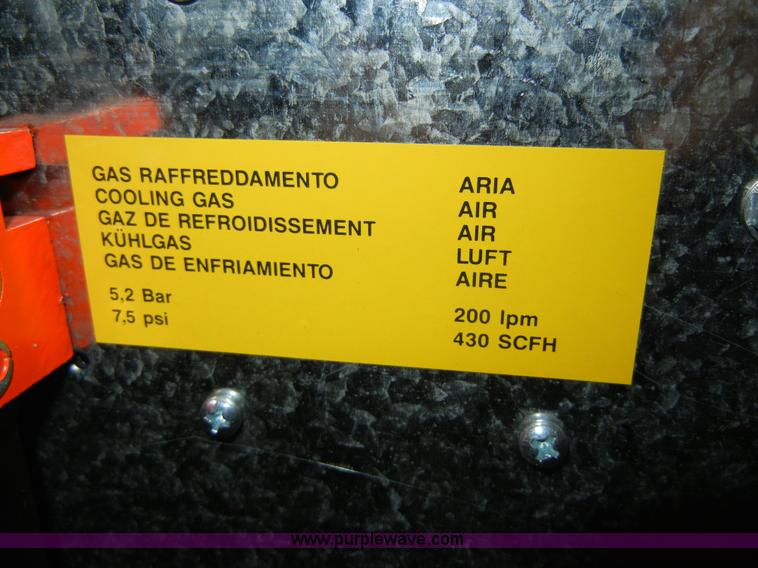 GAS RAFFREDDAMENTO ARIA
COOLING GAS AIR
GAZ DE REFROIDISSEMENT AIR
KÜHLGAS LUFT
GAS DE ENFRIAMIENTO AIRE
5,2 Bar 200 lpm
7,5 psi 430 SCFH
www.purplewave.com